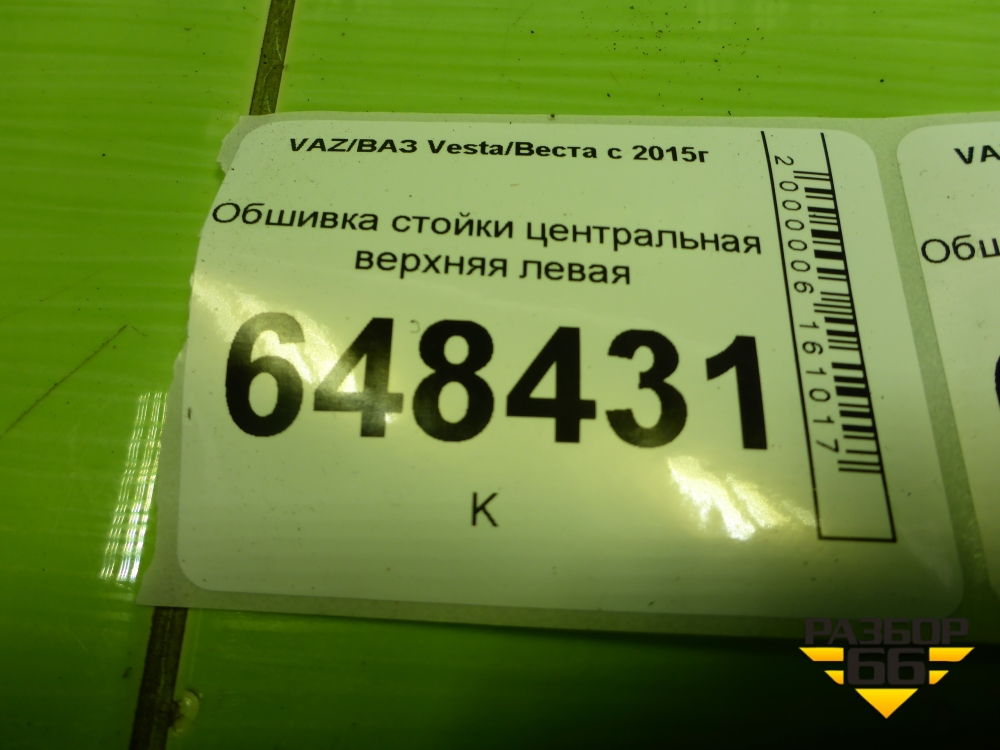 VAZ/ВАЗ Vesta/Веста с 2015г
Обшивка стойки центральная
верхняя левая
648431
К
2000006161017
VA
Обш
РАЗБОР
66